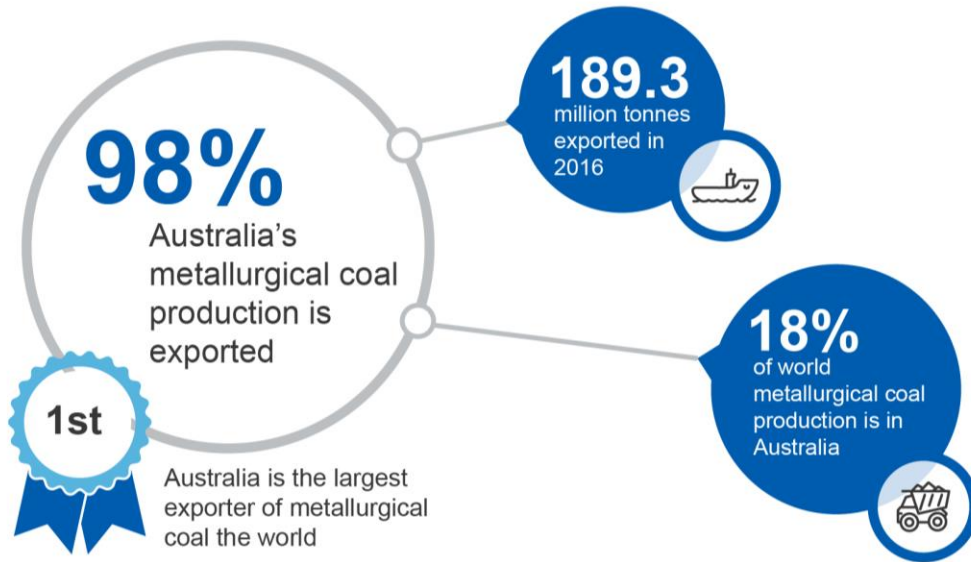 98%
Australia’s
metallurgical coal
production is
exported
1st
Australia is the largest
exporter of metallurgical
coal the world
189.3
million tonnes
exported in
2016
18%
of world
metallurgical coal
production is in
Australia